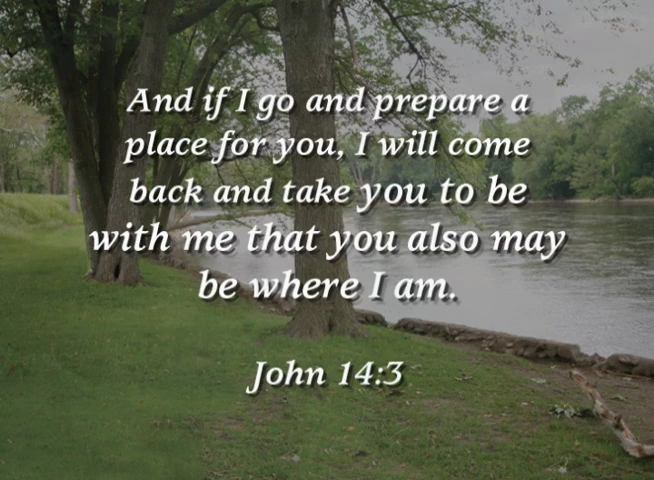 And if I go and prepare a
place for you, I will come
back and take you to be
with me that you also may
be where I am.
John 14:3